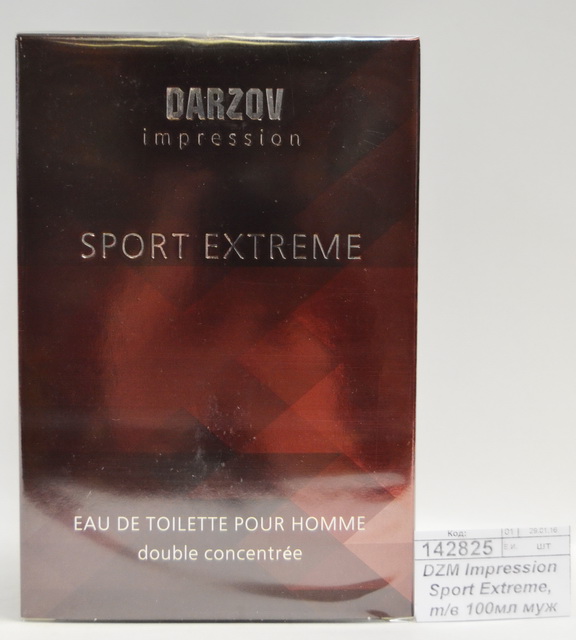 DARZOV
impression
SPORT EXTREME
EAU DE TOILETTE POUR HOMME
double concentrée
Код: 01
142825 шт
DZM Impression
Sport Extreme,
т/в 100мл муж